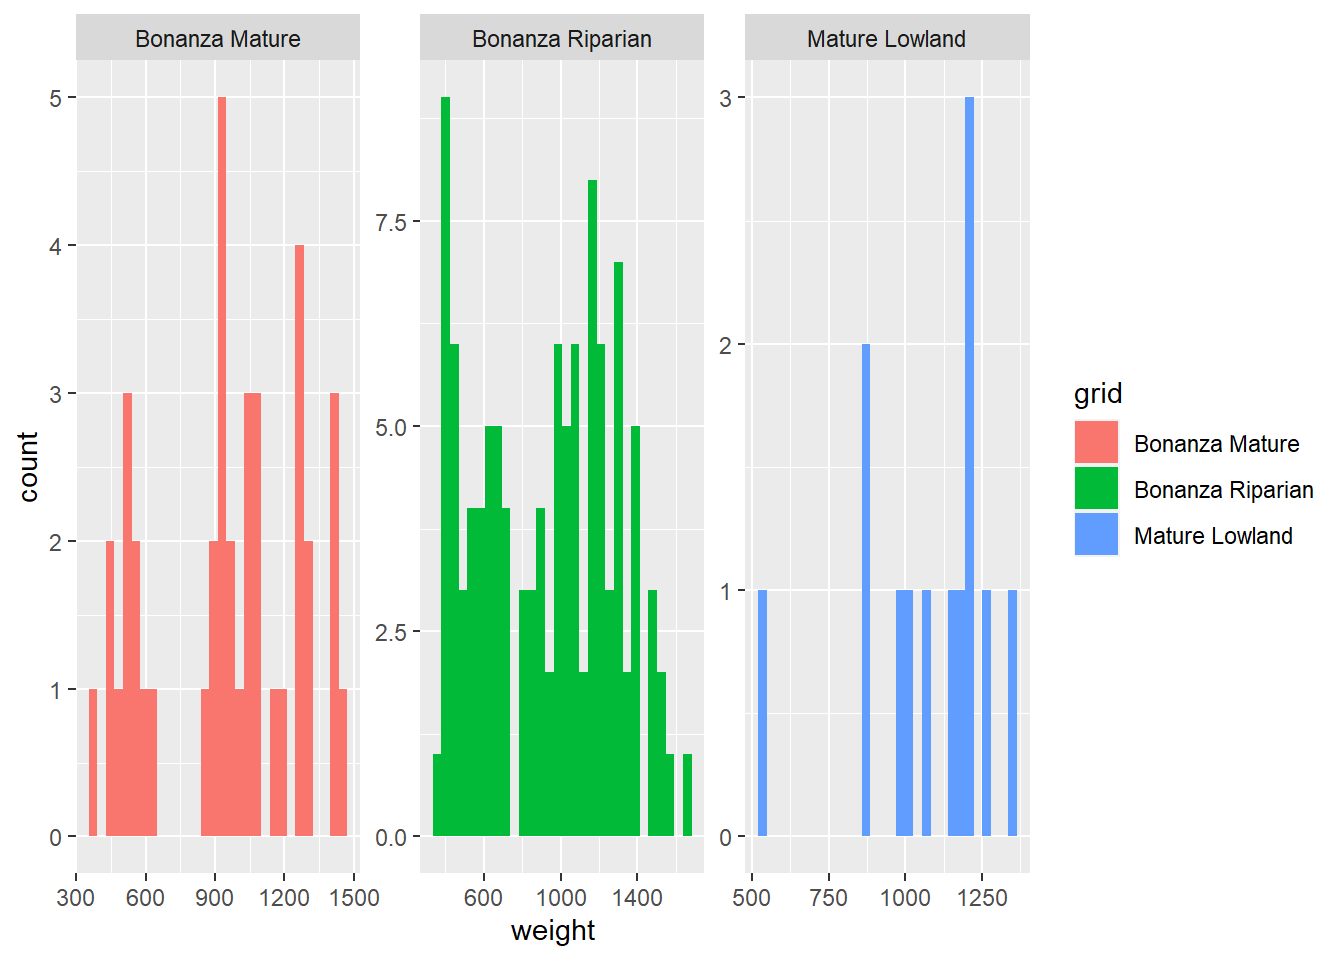 Bonanza Mature
Bonanza Riparian
Mature Lowland
count
5
4
3
2
1
0
7.5
5.0
2.5
0.0
3
2
1
0
300 600 900 1200 1500
600 1000 1400
500 750 1000 1250
weight
grid
Bonanza Mature
Bonanza Riparian
Mature Lowland